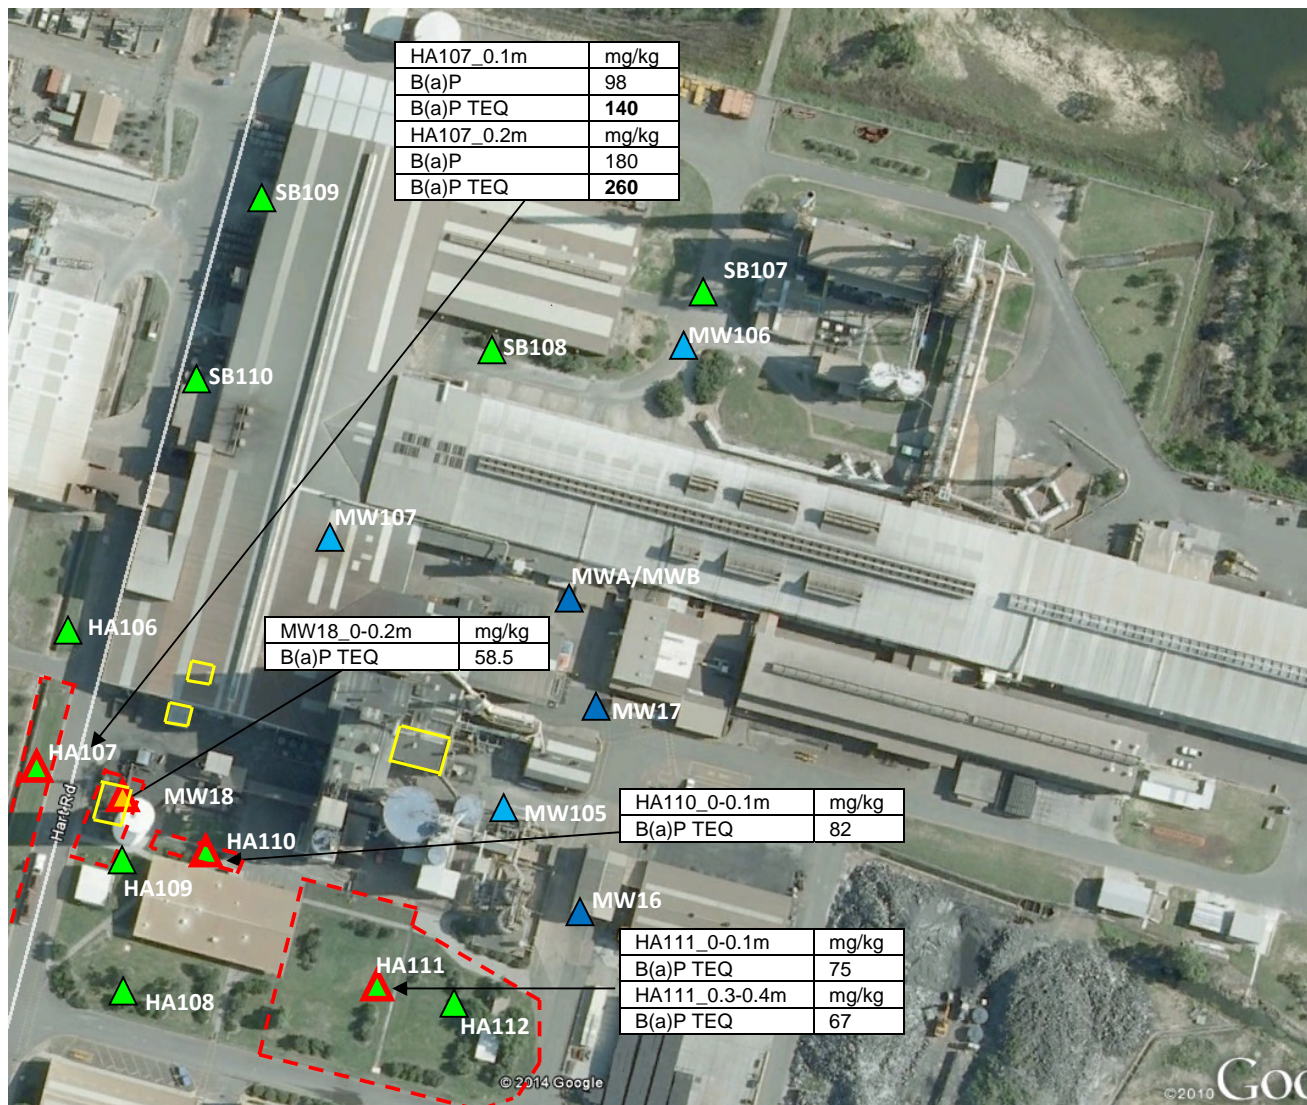 HA107_0.1m mg/kg
B(a)P 98
B(a)P TEQ 140
HA107_0.2m mg/kg
B(a)P 180
B(a)P TEQ 260
SB109
SB107
MW106
SB108
SB110
MW107
MWA/MWB
HA106
MW18_0-0.2m mg/kg
B(a)P TEQ 58.5
MW17
HA107
MW18
Hart Rd
MW105
HA110_0-0.1m mg/kg
B(a)P TEQ 82
HA110
HA109
MW16
HA111_0-0.1m mg/kg
B(a)P TEQ 75
HA111_0.3-0.4m mg/kg
B(a)P TEQ 67
HA111
HA108
HA112
© 2014 Google
©2010 Goo